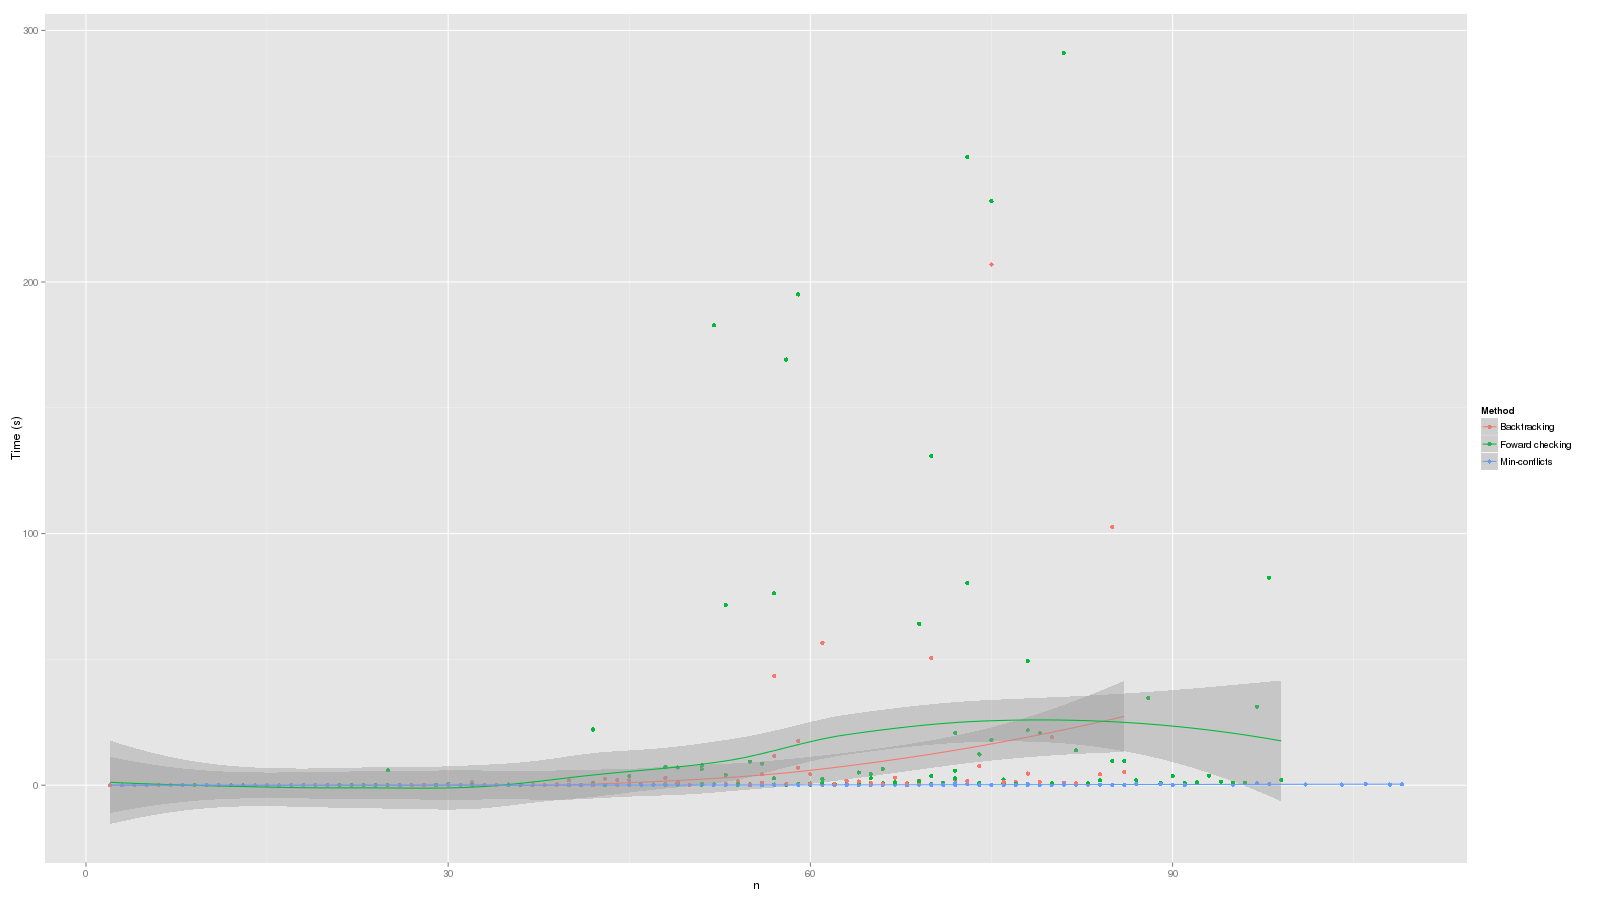 300
200
100
0
Time (s)
0 30 60 90
n
Method
Backtracking
Foward checking
Min-conflicts